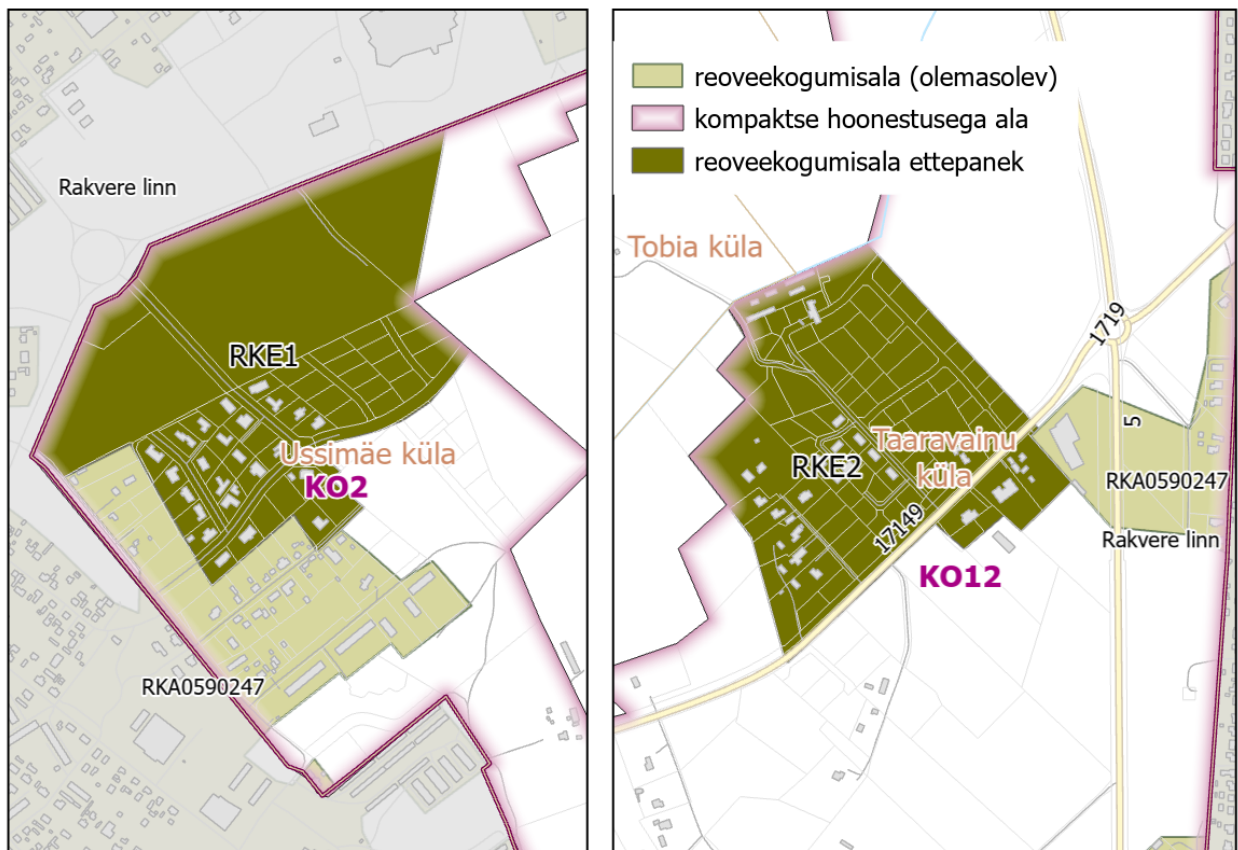 Rakvere linn
RKE1
Ussimäe küla
KO2
RKA0590247
reoveekogumisala (olemasolev)
kompaktse hoonestusega ala
reoveekogumisala ettepanek
Tobia küla
1719
5
Taaravainu
küla
RKE2
RKA0590247
17149
Rakvere linn
KO12